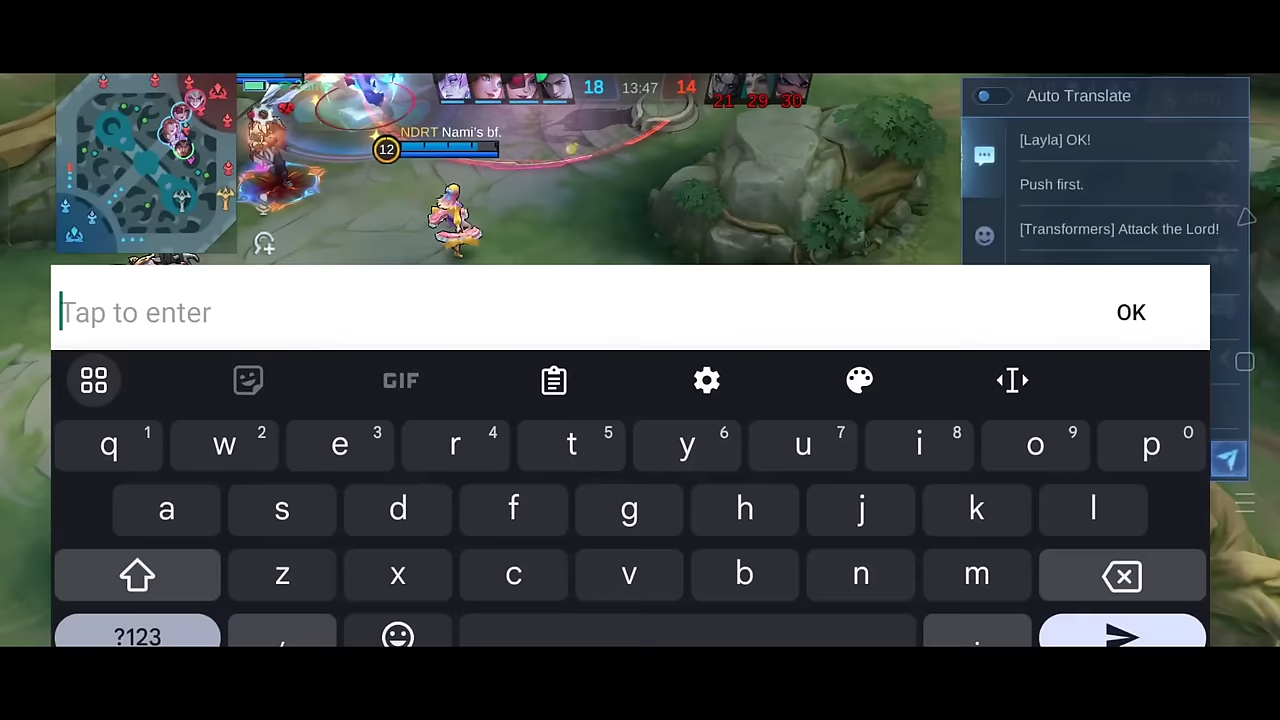 18 13:47 14
21 29 30
NDRT Nami's bf.
12
Auto Translate
[Layla] OK!
Push first.
[Transformers] Attack the Lord!
Tap to enter
OK
GIF
q 1 w 2 e 3 r 4 t 5 y 6 u 7 i 8 o 9 p 0
a s d f g h j k l
z x c v b n m
?123 , .